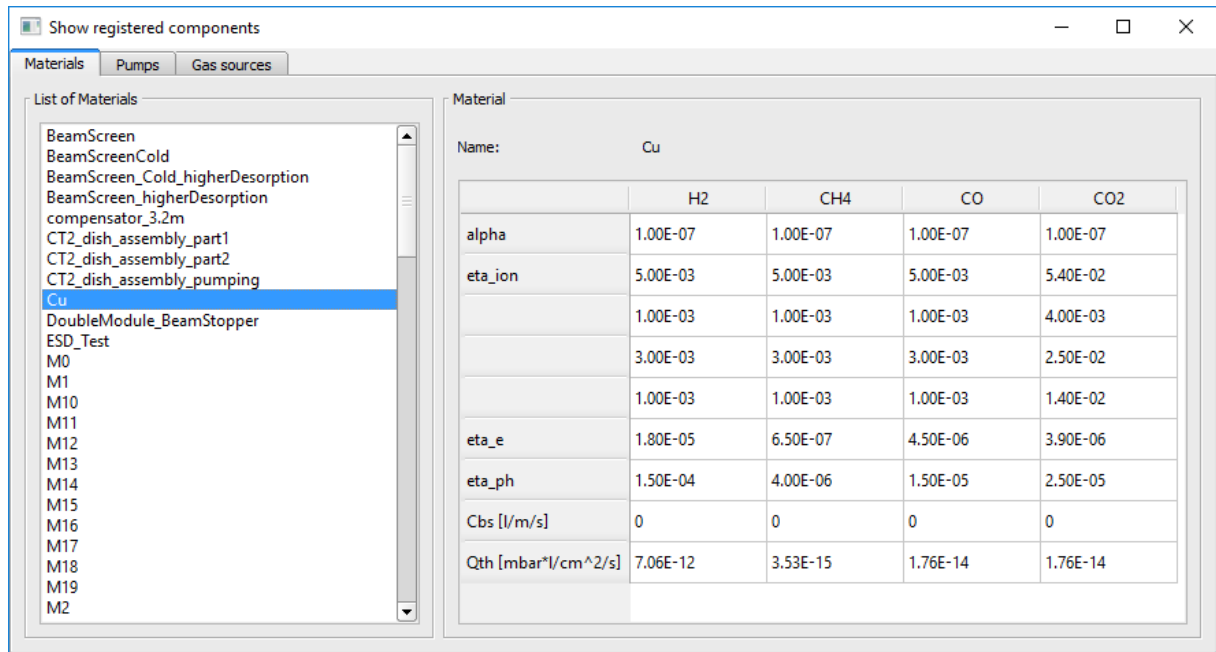 Show registered components
Materials Pumps Gas sources
List of Materials
BeamScreen
BeamScreenCold
BeamScreen_Cold_higherDesorption
BeamScreen_higherDesorption
compensator_3.2m
CT2_dish_assembly_part1
CT2_dish_assembly_part2
CT2_dish_assembly_pumping
Cu
DoubleModule_BeamStopper
ESD_Test
M0
M1
M10
M11
M12
M13
M14
M15
M16
M17
M18
M19
M2
Material
Name: Cu
H2 CH4 CO CO2
alpha 1.00E-07 1.00E-07 1.00E-07 1.00E-07
eta_ion 5.00E-03 5.00E-03 5.00E-03 5.40E-02
1.00E-03 1.00E-03 1.00E-03 4.00E-03
3.00E-03 3.00E-03 3.00E-03 2.50E-02
1.00E-03 1.00E-03 1.00E-03 1.40E-02
eta_e 1.80E-05 6.50E-07 4.50E-06 3.90E-06
eta_ph 1.50E-04 4.00E-06 1.50E-05 2.50E-05
Cbs [l/m/s] 0 0 0 0
Qth [mbar*l/cm^2/s] 7.06E-12 3.53E-15 1.76E-14 1.76E-14